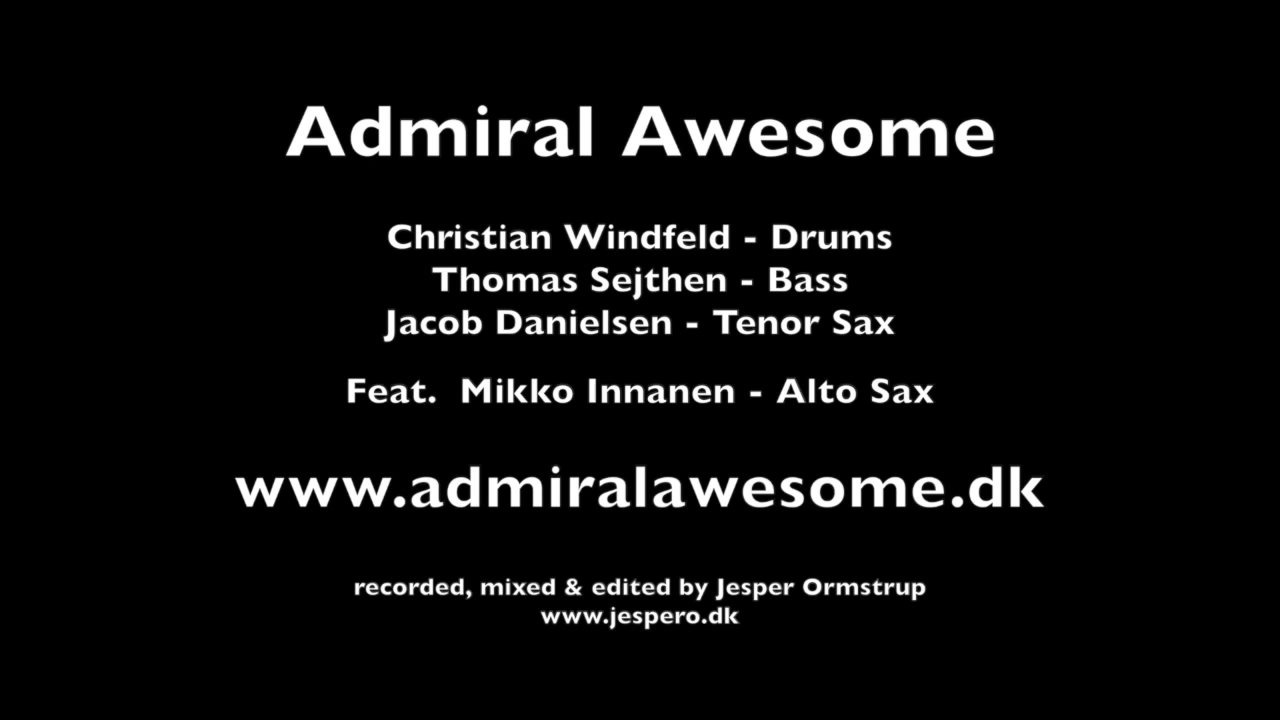 Admiral Awesome
Christian Windfeld - Drums
Thomas Sejthen - Bass
Jacob Danielsen - Tenor Sax
Feat.  Mikko Innanen - Alto Sax
www.admiralawesome.dk
recorded, mixed & edited by Jesper Ormstrup
www.jespero.dk